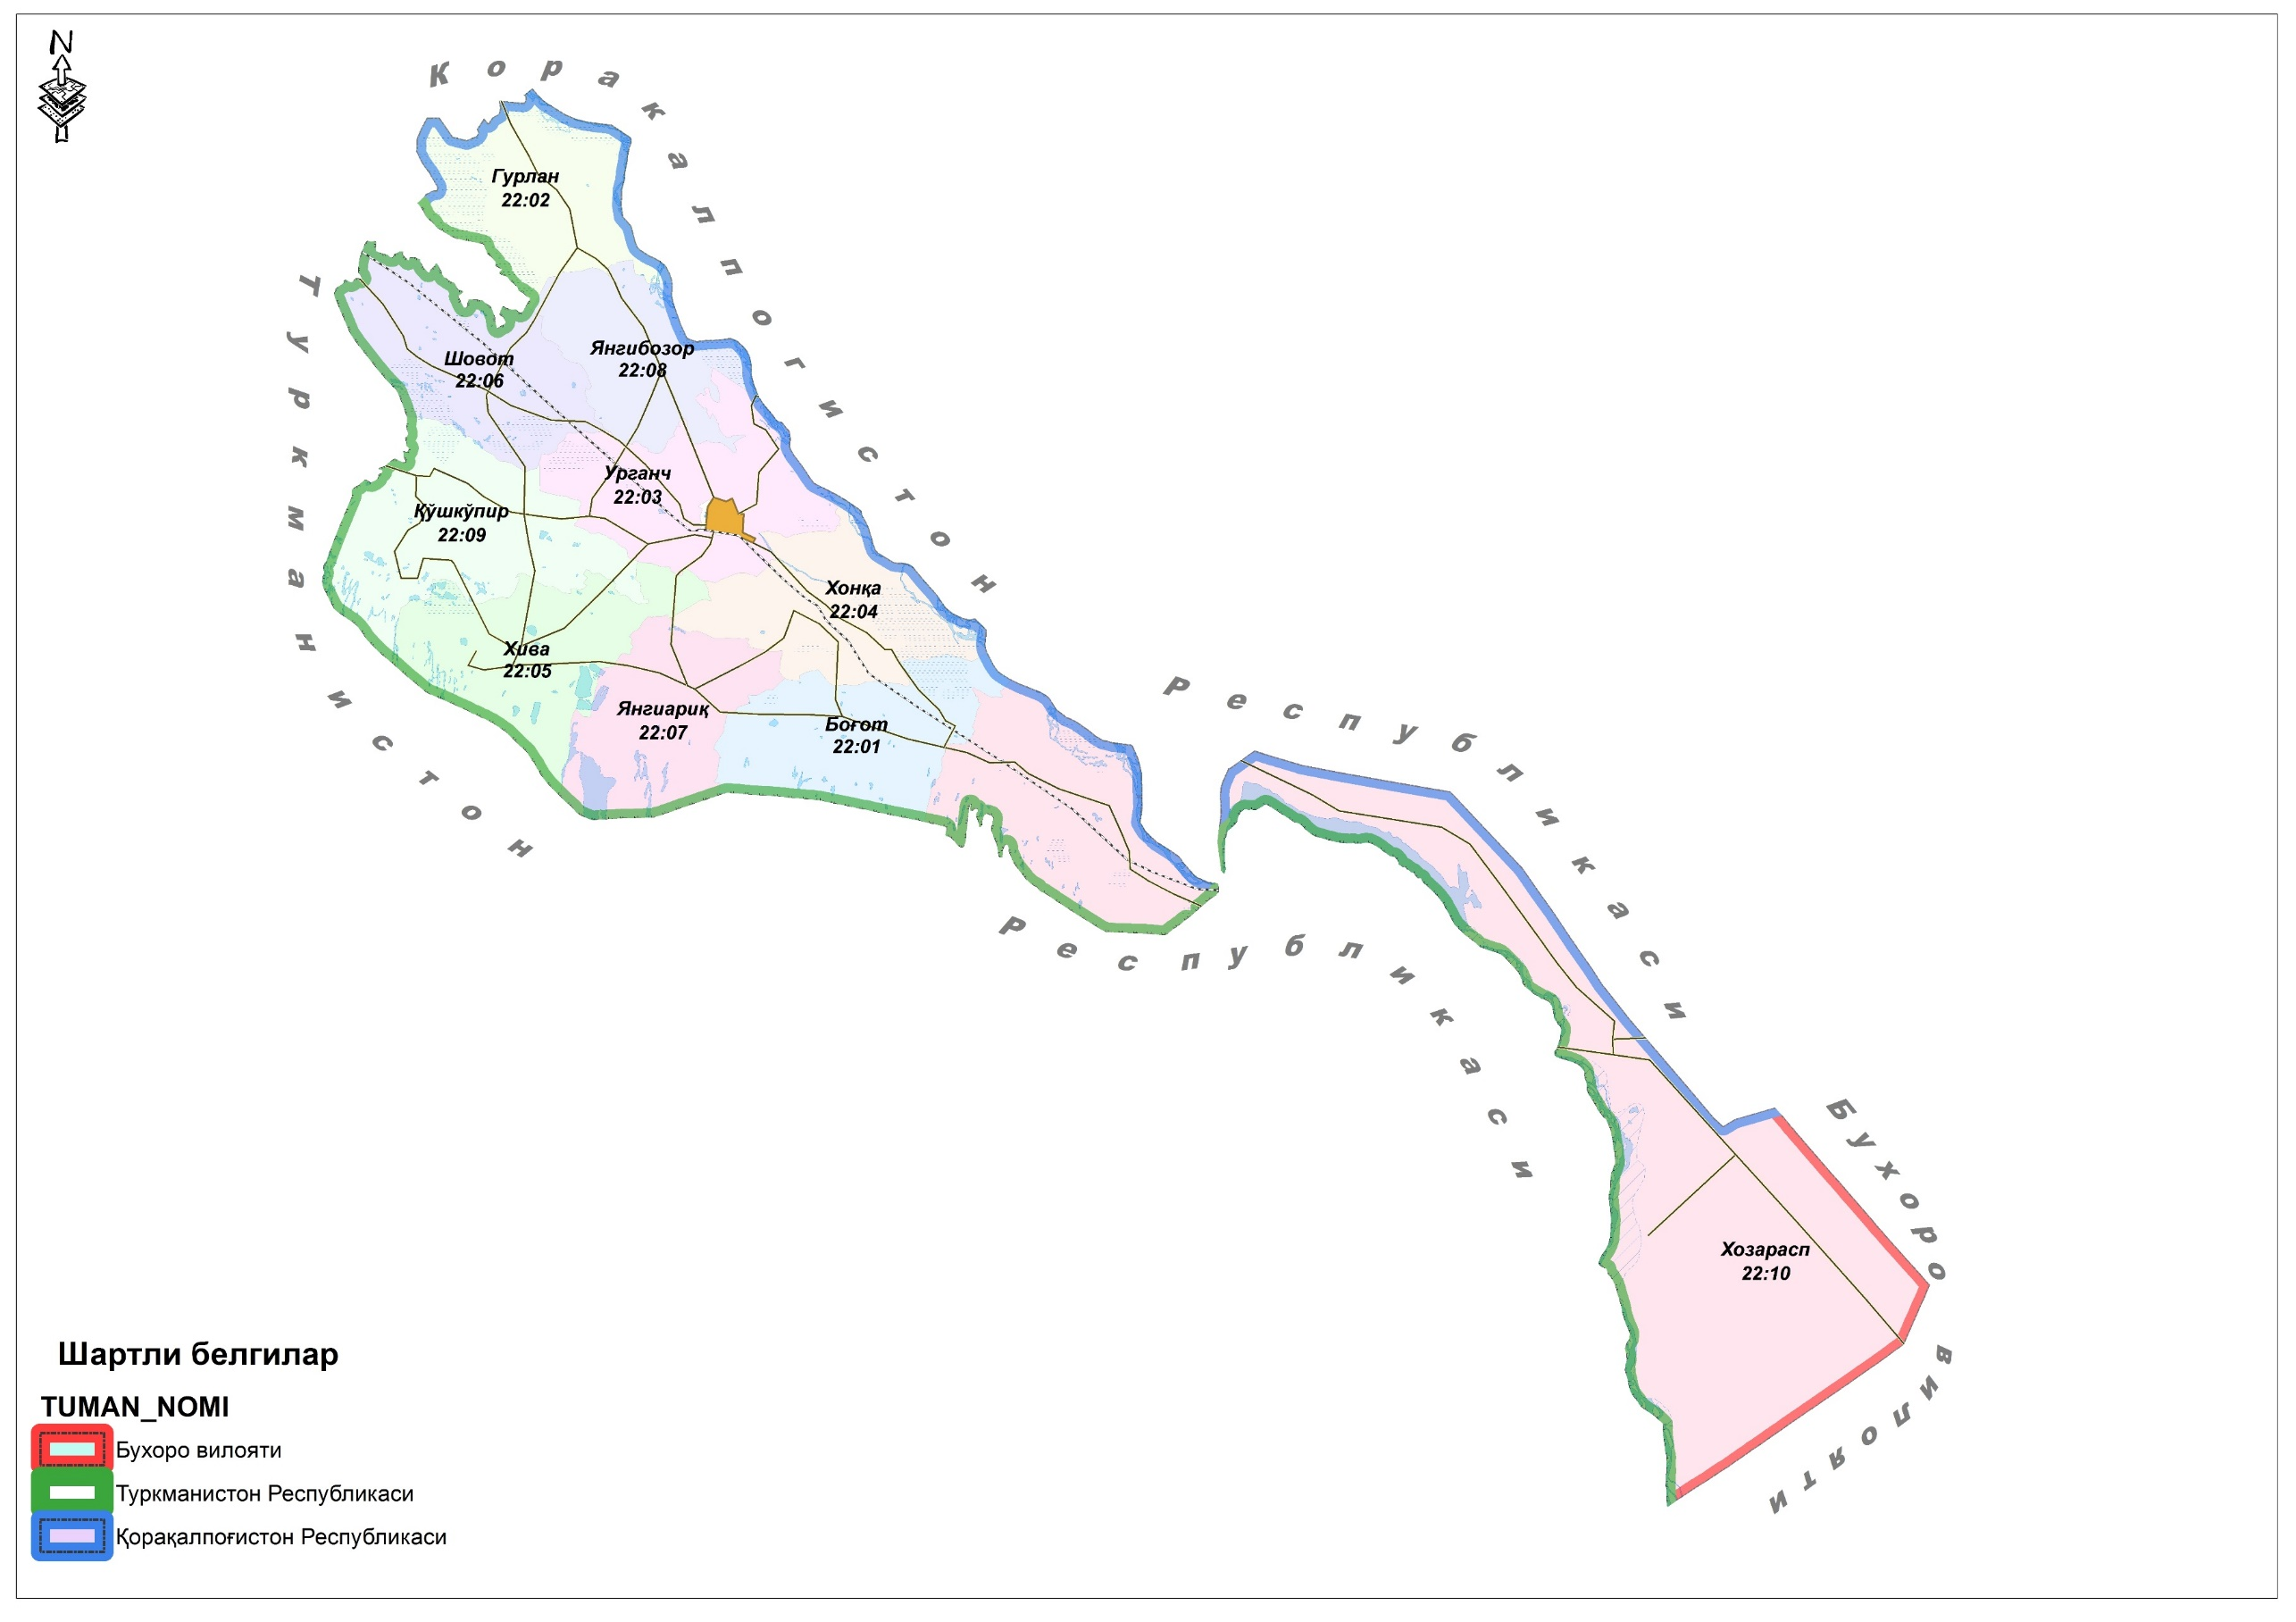 N
Коракалпогистон
Республикаси
Туркманистон
Республикаси
Бухоро
вилояти
Гурлан
22:02
Шовот
22:06
Янгибозор
22:08
Урганч
22:03
Қўшкўпир
22:09
Хонқа
22:04
Хива
22:05
Янгиариқ
22:07
Боғот
22:01
Хозарасп
22:10
Шартли белгилар
TUMAN_NOMI
Бухоро вилояти
Туркманистон Республикаси
Қорақалпоғистон Республикаси